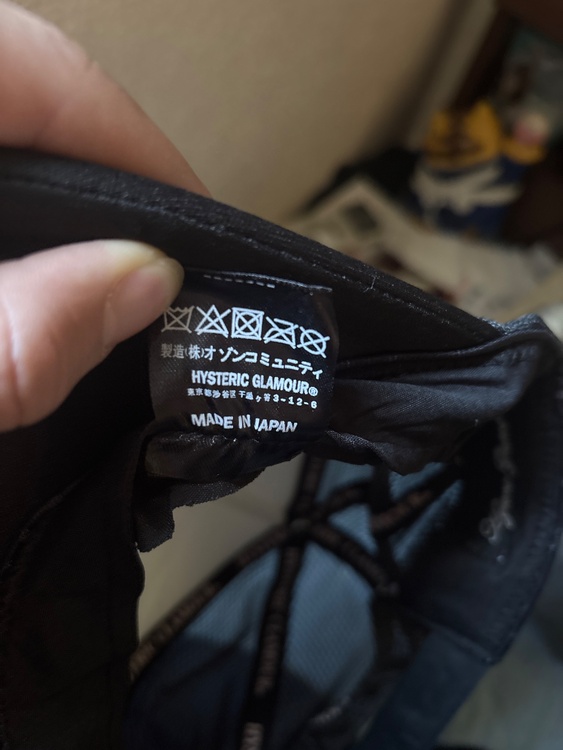 製造(株)オゾンコミュニティ
HYSTERIC GLAMOUR®
東京都渋谷区千駄ヶ谷3-12-6
MADE IN JAPAN